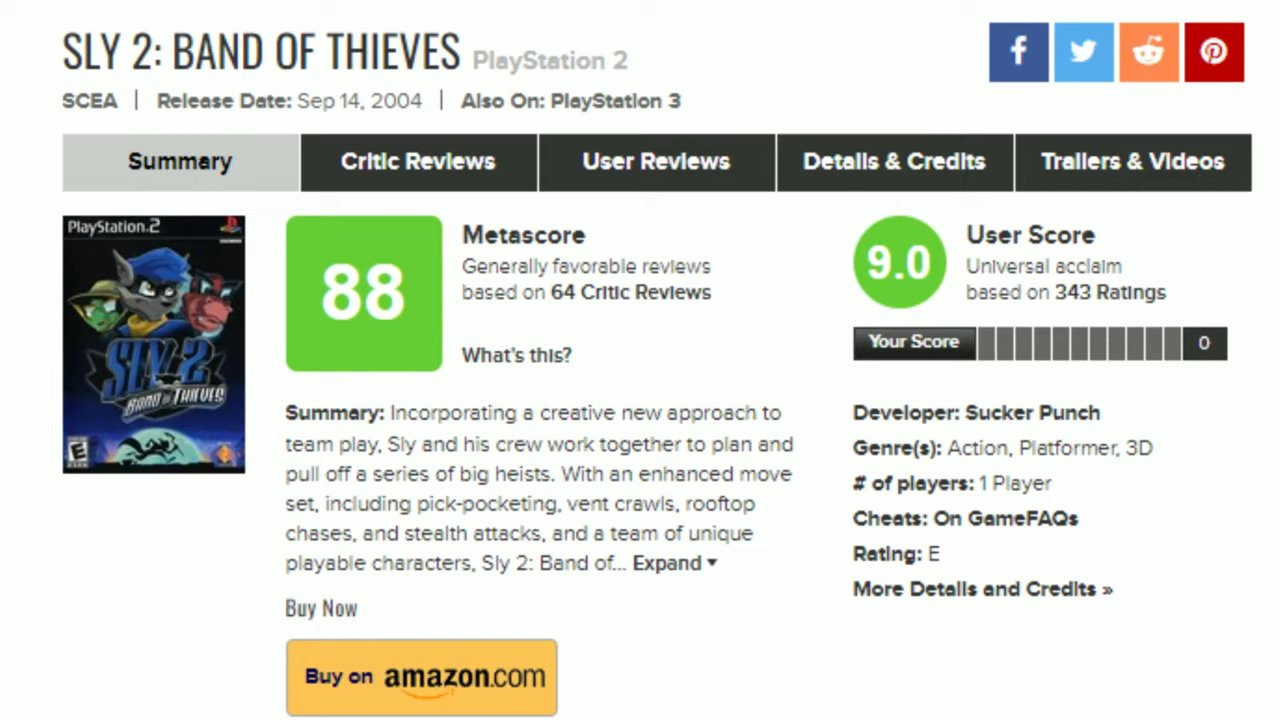 SLY 2: BAND OF THIEVES PlayStation 2
SCEA | Release Date: Sep 14, 2004 | Also On: PlayStation 3
Summary Critic Reviews User Reviews Details & Credits Trailers & Videos
PlayStation.2
SLY 2
BAND OF THIEVES
E
88
Metascore
Generally favorable reviews
based on 64 Critic Reviews
What's this?
9.0
User Score
Universal acclaim
based on 343 Ratings
Your Score 0
Summary: Incorporating a creative new approach to
team play, Sly and his crew work together to plan and
pull off a series of big heists. With an enhanced move
set, including pick-pocketing, vent crawls, rooftop
chases, and stealth attacks, and a team of unique
playable characters, Sly 2: Band of... Expand
Buy Now
Buy on amazon.com
Developer: Sucker Punch
Genre(s): Action, Platformer, 3D
# of players: 1 Player
Cheats: On GameFAQs
Rating: E
More Details and Credits »